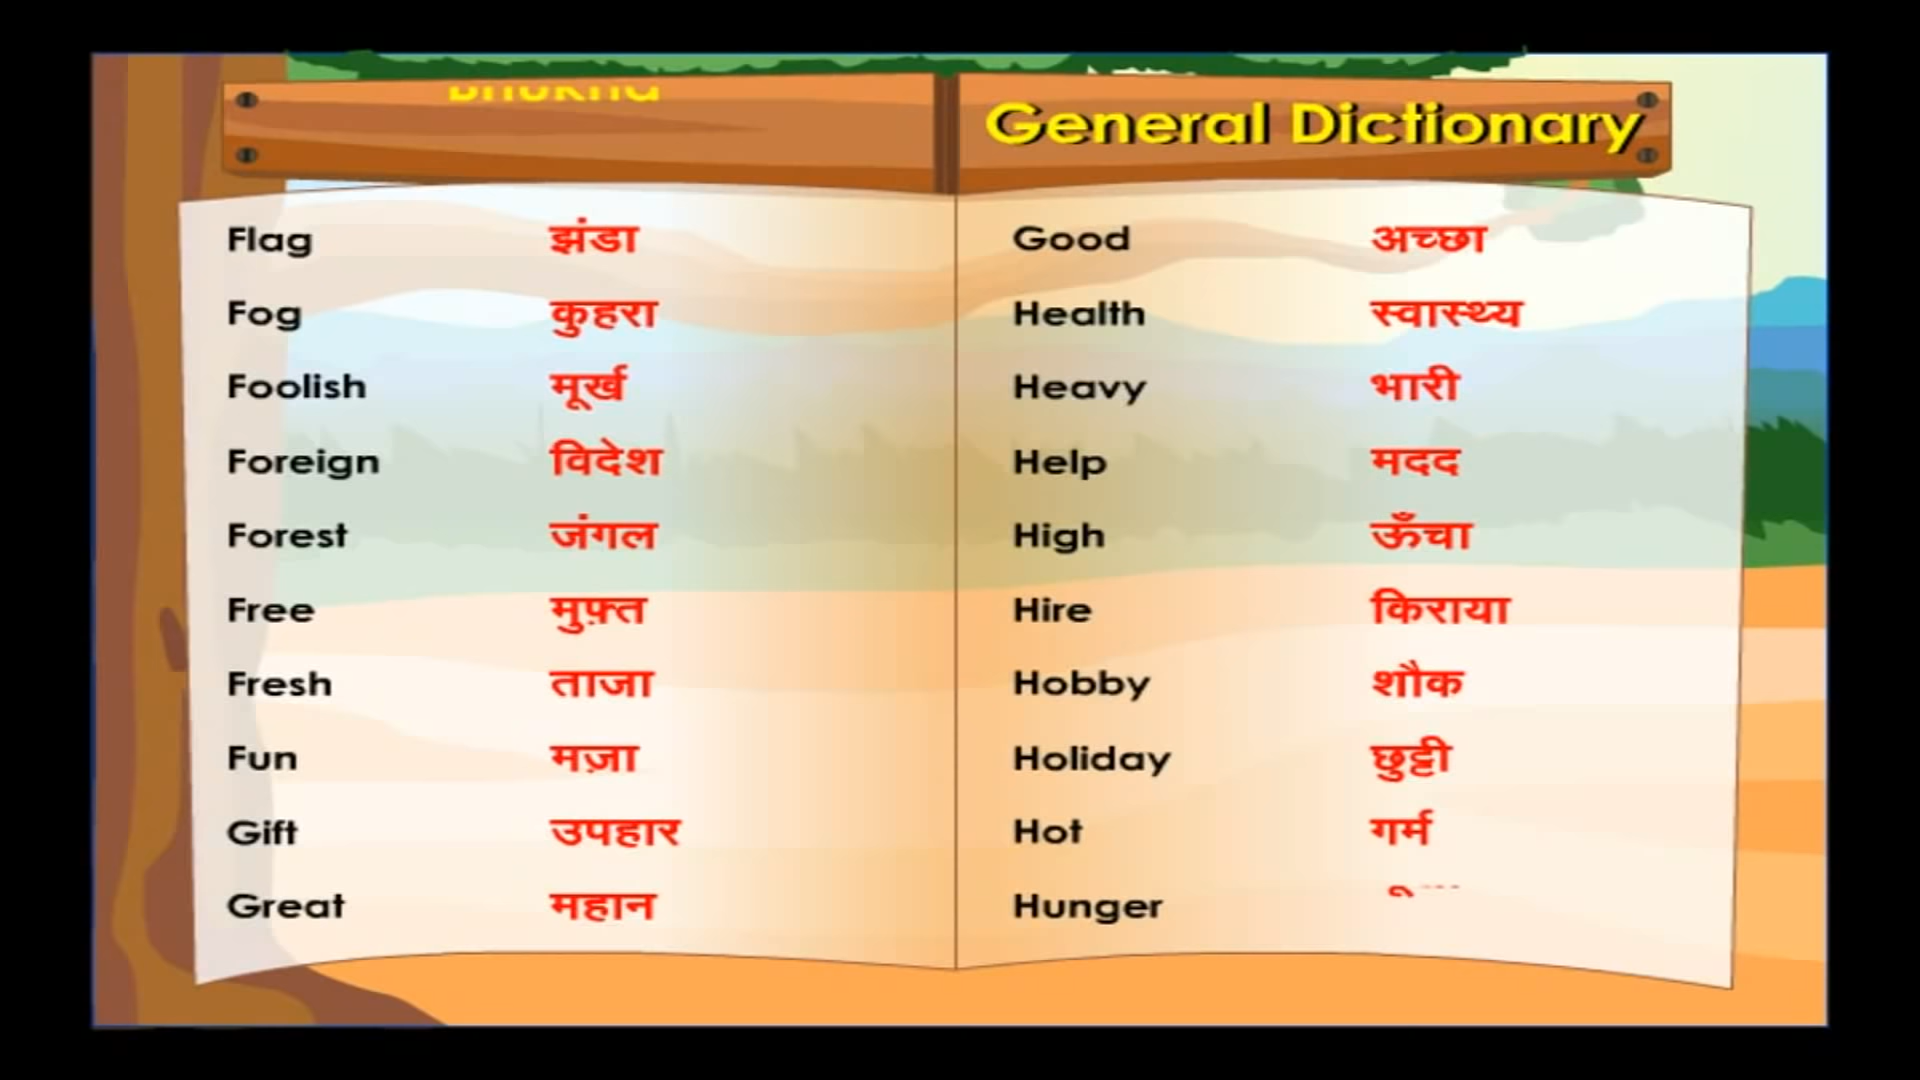 General Dictionary
Flag झंडा
Fog कुहरा
Foolish मूर्ख
Foreign विदेश
Forest जंगल
Free मुफ़्त
Fresh ताजा
Fun मज़ा
Gift उपहार
Great महान
Good अच्छा
Health स्वास्थ्य
Heavy भारी
Help मदद
High ऊँचा
Hire किराया
Hobby शौक
Holiday छुट्टी
Hot गर्म
Hunger